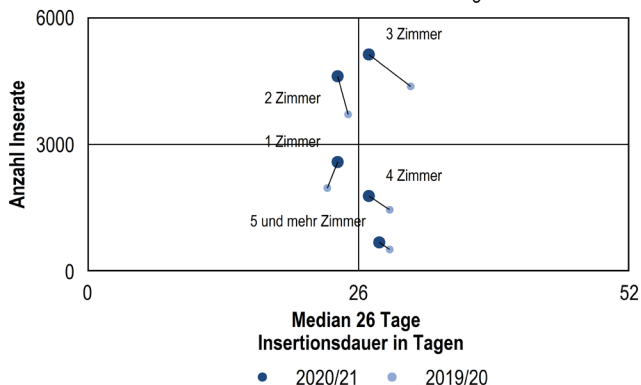 6000
3 Zimmer
2 Zimmer
Anzahl Inserate
3000
1 Zimmer
4 Zimmer
5 und mehr Zimmer
0
0
26
52
Median 26 Tage
Insertionsdauer in Tagen
2020/21
2019/20